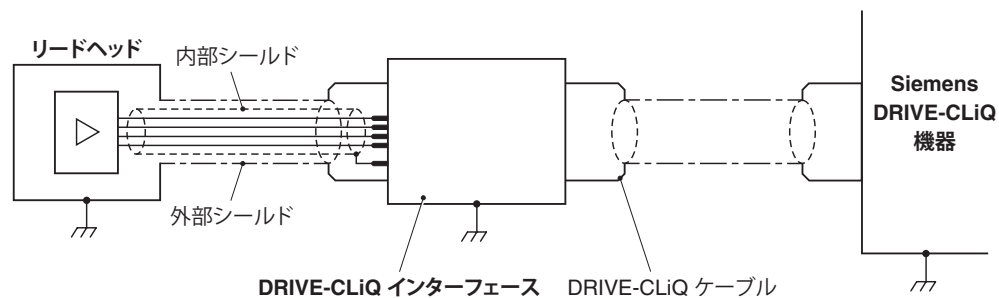 リードヘッド
内部シールド
Siemens
DRIVE-CLiQ
機器
外部シールド
DRIVE-CLiQ インターフェース
DRIVE-CLiQ ケーブル